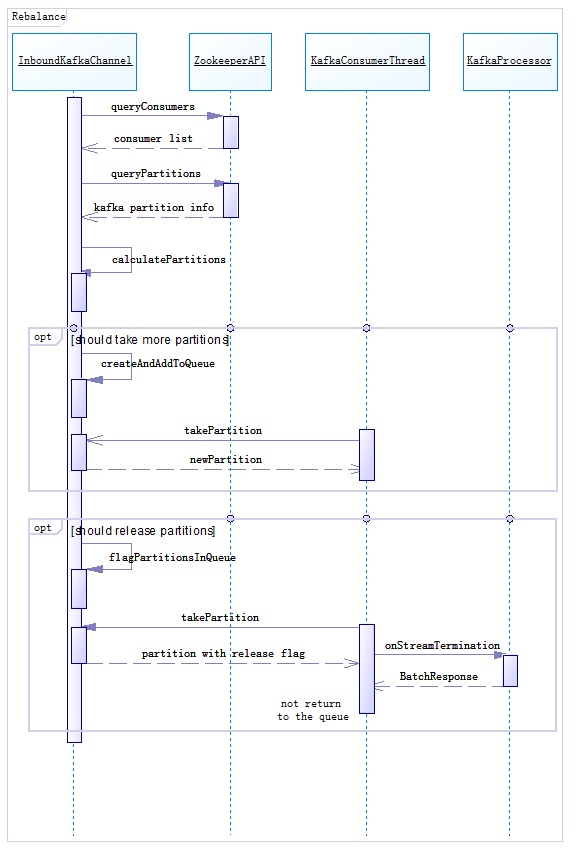 Rebalance
InboundKafkaChannel
ZookeeperAPI
KafkaConsumerThread
KafkaProcessor
queryConsumers
consumer list
queryPartitions
kafka partition info
calculatePartitions
opt
[should take more partitions]
createAndAddToQueue
takePartition
newPartition
opt
[should release partitions]
flagPartitionsInQueue
takePartition
onStreamTermination
partition with release flag
BatchResponse
not return
to the queue